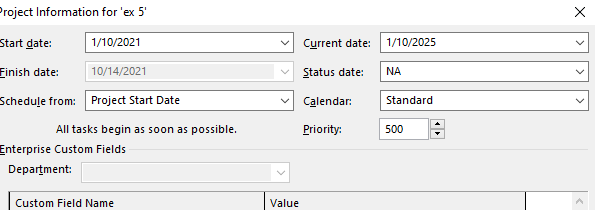 Project Information for 'ex 5'
Start date: 1/10/2021 Current date: 1/10/2025
Finish date: 10/14/2021 Status date: NA
Schedule from: Project Start Date Calendar: Standard
All tasks begin as soon as possible. Priority: 500
Enterprise Custom Fields
Department:
Custom Field Name Value